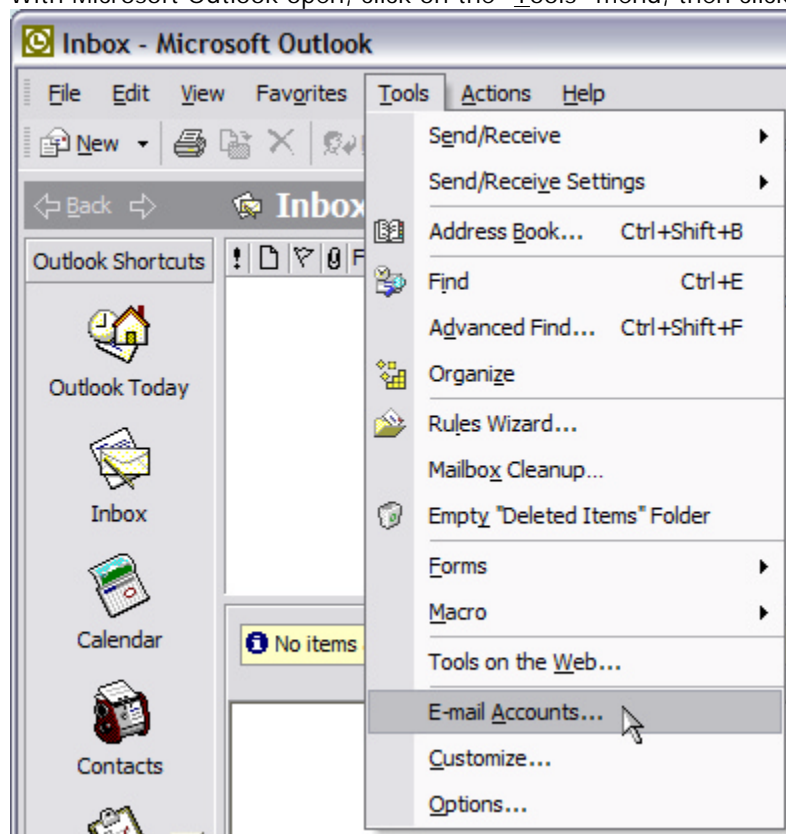 With Microsoft Outlook open, click on the "Tools" menu, then click
Inbox - Microsoft Outlook
File Edit View Favorites Tools Actions Help
New
Back
Inbox
Outlook Shortcuts
! F
Outlook Today
Inbox
Calendar
No items
Contacts
Send/Receive
Send/Receive Settings
Address Book... Ctrl+Shift+B
Find Ctrl+E
Advanced Find... Ctrl+Shift+F
Organize
Rules Wizard...
Mailbox Cleanup...
Empty "Deleted Items" Folder
Forms
Macro
Tools on the Web...
E-mail Accounts...
Customize...
Options...